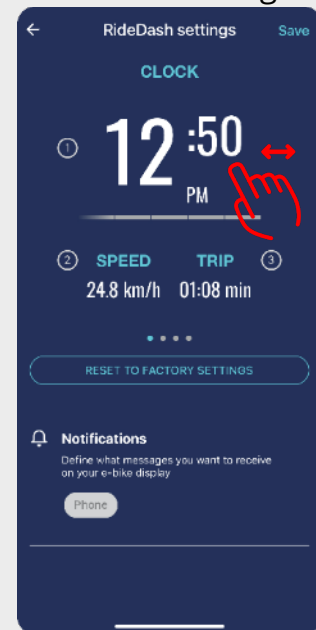 RideDash settings Save
CLOCK
1 12 :50
PM
2 SPEED TRIP 3
24.8 km/h 01:08 min
RESET TO FACTORY SETTINGS
Notifications
Define what messages you want to receive
on your e-bike display
Phone